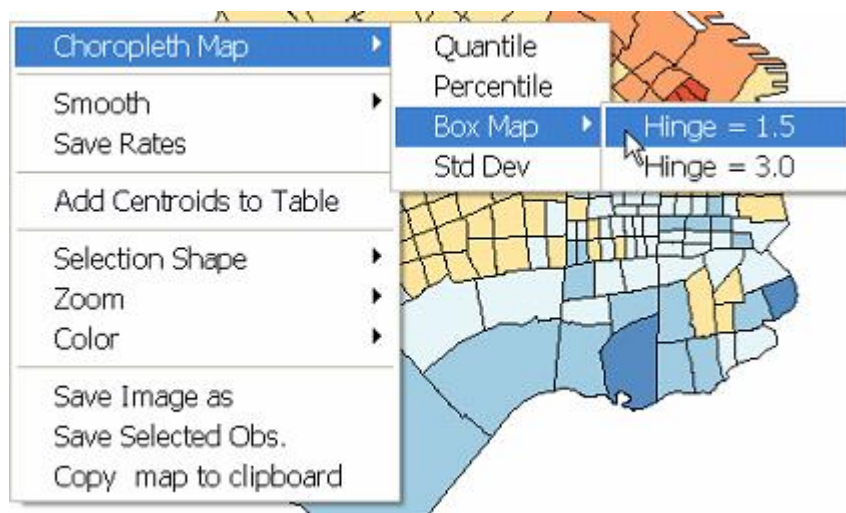 Choropleth Map
Smooth
Save Rates
Add Centroids to Table
Selection Shape
Zoom
Color
Save Image as
Save Selected Obs.
Copy map to clipboard
Quantile
Percentile
Box Map
Std Dev
Hinge = 1.5
Hinge = 3.0